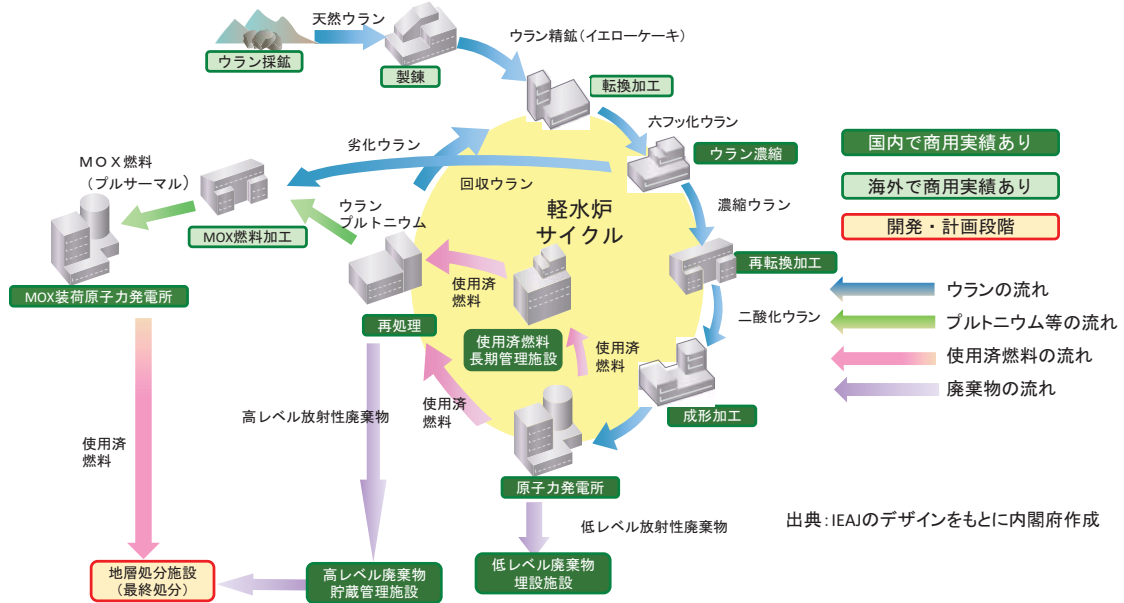 天然ウラン
ウラン採鉱
製錬
ウラン精鉱(イエローケーキ)
転換加工
六フッ化ウラン
ウラン濃縮
劣化ウラン
回収ウラン
濃縮ウラン
MOX燃料
(プルサーマル)
MOX燃料加工
ウラン
プルトニウム
軽水炉
サイクル
再転換加工
二酸化ウラン
MOX装荷原子力発電所
再処理
使用済
燃料
使用済燃料
長期管理施設
使用済
燃料
使用済
燃料
成形加工
原子力発電所
高レベル放射性廃棄物
使用済
燃料
低レベル放射性廃棄物
地層処分施設
(最終処分)
高レベル廃棄物
貯蔵管理施設
低レベル廃棄物
埋設施設
国内で商用実績あり
海外で商用実績あり
開発・計画段階
ウランの流れ
プルトニウム等の流れ
使用済燃料の流れ
廃棄物の流れ
出典:IEAJのデザインをもとに内閣府作成